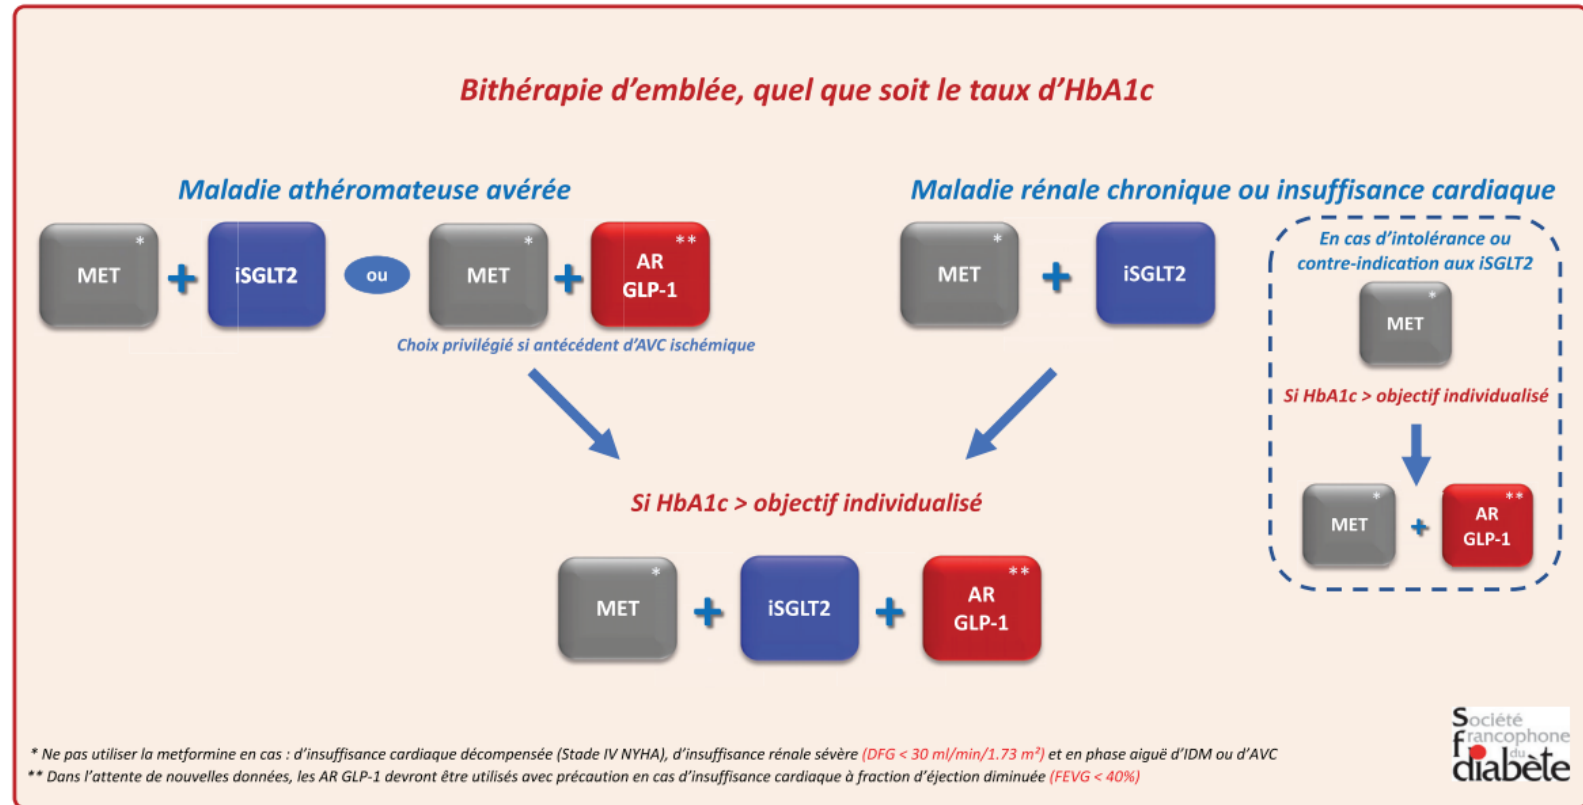 Bithérapie d'emblée, quel que soit le taux d'HbA1c
Maladie athéromateuse avérée
MET *
+
iSGLT2
ou
MET *
+
AR GLP-1 **
Choix privilégié si antécédent d'AVC ischémique
Maladie rénale chronique ou insuffisance cardiaque
MET *
+
iSGLT2
En cas d'intolérance ou
contre-indication aux iSGLT2
MET *
Si HbA1c > objectif individualisé
MET *
+
AR GLP-1 **
Si HbA1c > objectif individualisé
MET *
+
iSGLT2
+
AR GLP-1 **
* Ne pas utiliser la metformine en cas : d'insuffisance cardiaque décompensée (Stade IV NYHA), d'insuffisance rénale sévère (DFG < 30 ml/min/1.73 m²) et en phase aiguë d'IDM ou d'AVC
** Dans l'attente de nouvelles données, les AR GLP-1 devront être utilisés avec précaution en cas d'insuffisance cardiaque à fraction d'éjection diminuée (FEVG < 40%)
Société
francophone
du
diabète